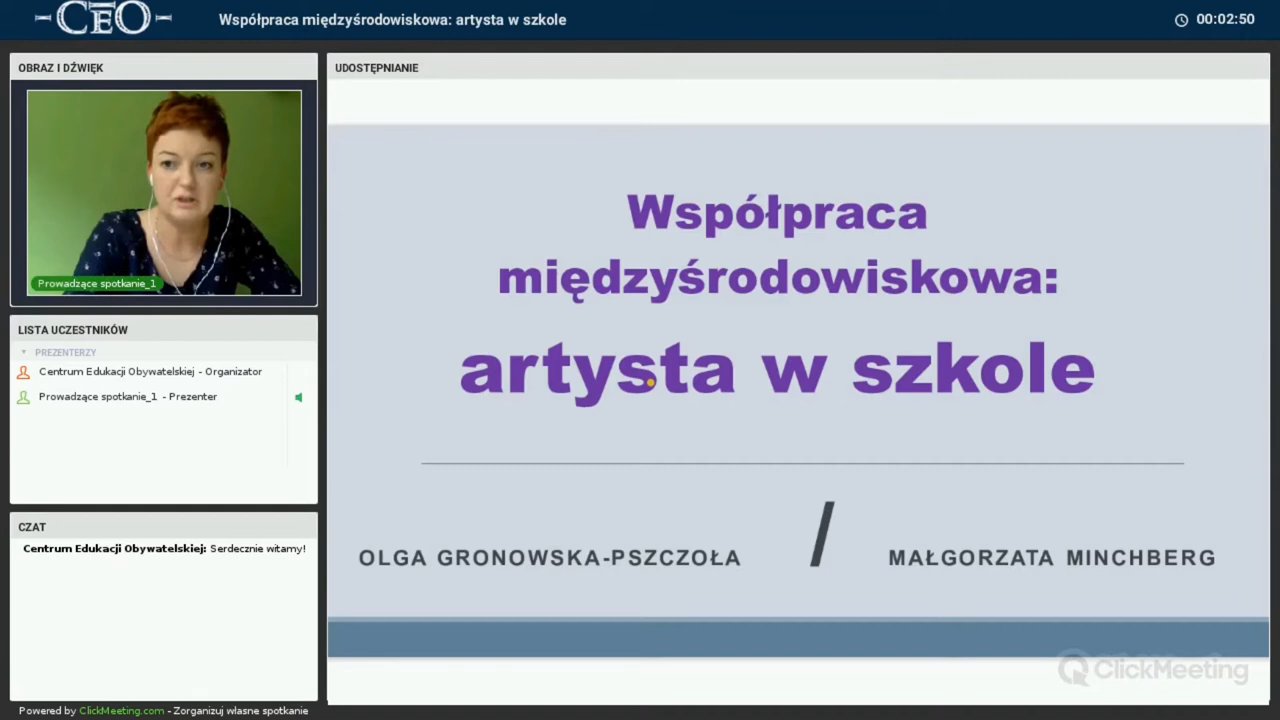 CEO
Współpraca międzyśrodowiskowa: artysta w szkole
00:02:50
OBRAZ I DŹWIĘK
Prowadzące spotkanie_1
LISTA UCZESTNIKÓW
PREZENTERZY
Centrum Edukacji Obywatelskiej - Organizator
Prowadzące spotkanie_1 - Prezenter
CZAT
Centrum Edukacji Obywatelskiej: Serdecznie witamy!
Powered by ClickMeeting.com - Zorganizuj własne spotkanie
UDOSTĘPNIANIE
Współpraca
międzyśrodowiskowa:
artysta w szkole
OLGA GRONOWSKA-PSZCZOŁA / MAŁGORZATA MINCHBERG
ClickMeeting